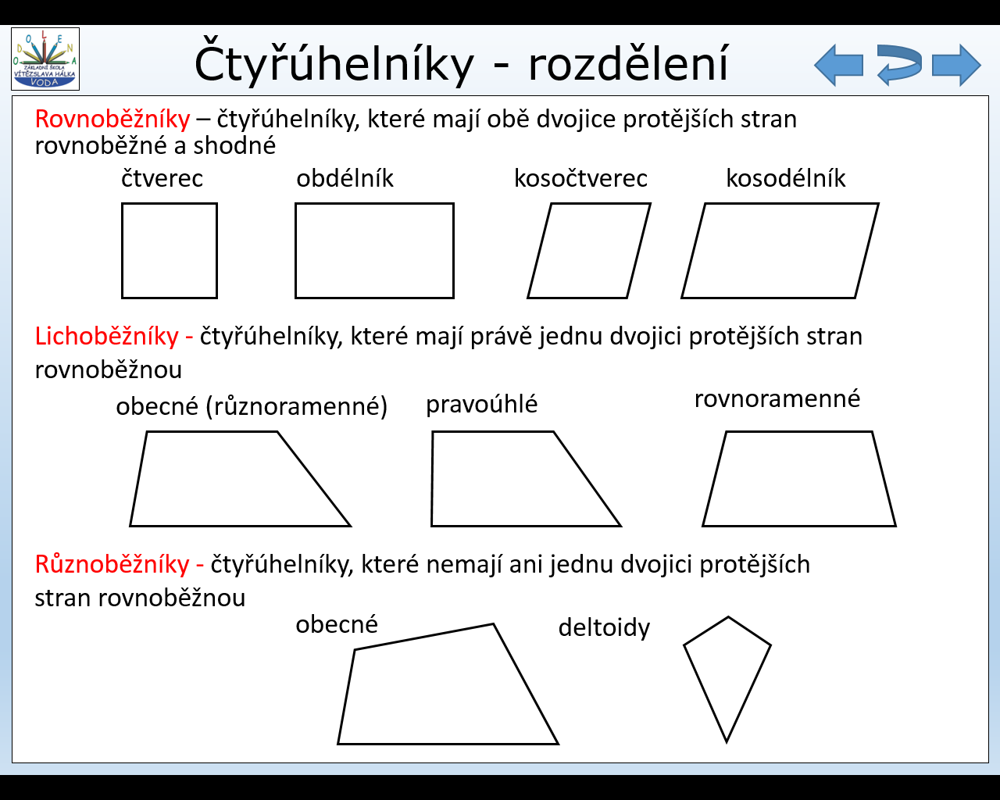 O D O L E N A
ZÁKLADNÍ ŠKOLA
VÍTĚZSLAVA HÁLKA
VODA
Čtyřúhelníky - rozdělení
Rovnoběžníky – čtyřúhelníky, které mají obě dvojice protějších stran
rovnoběžné a shodné
čtverec obdélník kosočtverec kosodélník
Lichoběžníky - čtyřúhelníky, které mají právě jednu dvojici protějších stran
rovnoběžnou
obecné (různoramenné) pravoúhlé rovnoramenné
Různoběžníky - čtyřúhelníky, které nemají ani jednu dvojici protějších
stran rovnoběžnou
obecné deltoidy